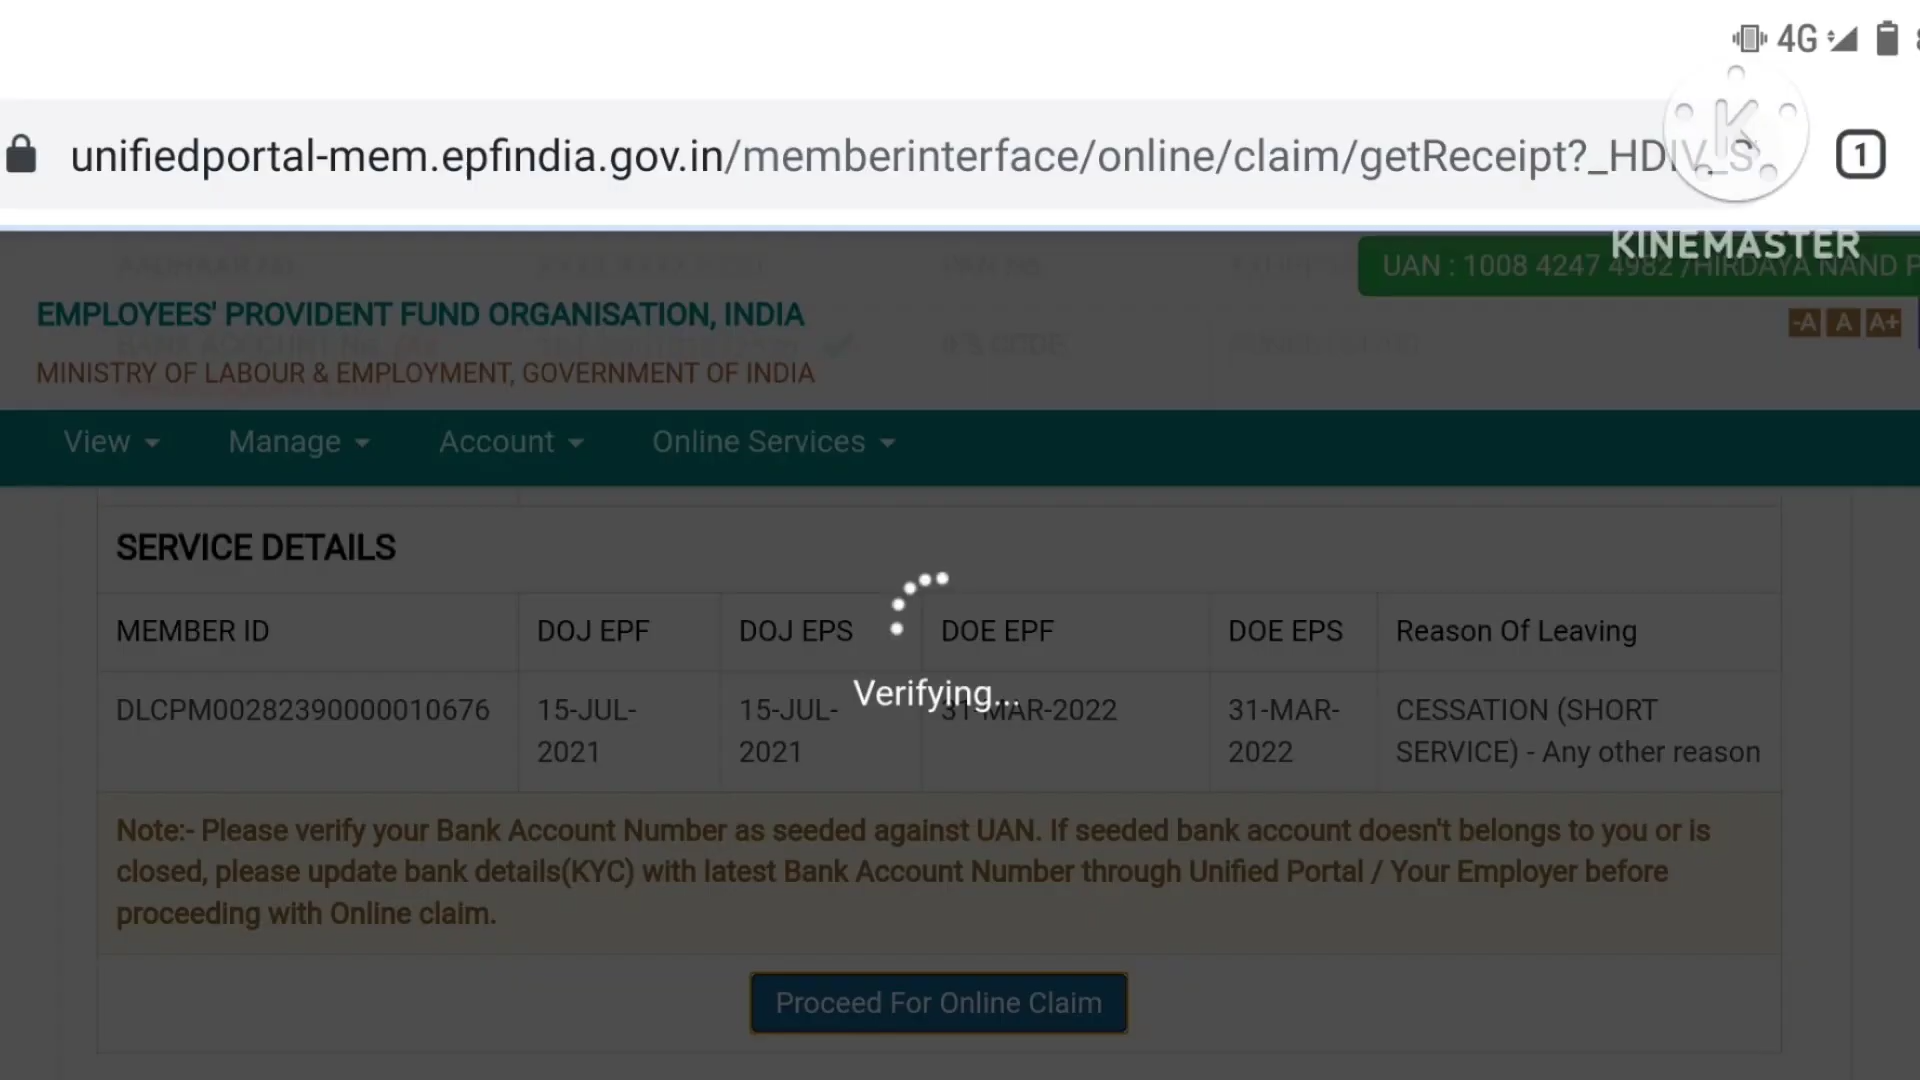 4G
unifiedportal-mem.epfindia.gov.in/memberinterface/online/claim/getReceipt?_HDIV_S
1
KINEMASTER
UAN : 1008 4247 4982 /HIRDAYA NAND P
EMPLOYEES' PROVIDENT FUND ORGANISATION, INDIA
-A A A+
BANK ACCOUNT No.
IFS CODE
MINISTRY OF LABOUR & EMPLOYMENT, GOVERNMENT OF INDIA
View Manage Account Online Services
SERVICE DETAILS
MEMBER ID DOJ EPF DOJ EPS DOE EPF DOE EPS Reason Of Leaving
Verifying...
DLCPM00282390000010676 15-JUL- 15-JUL- 31-MAR-2022 31-MAR- CESSATION (SHORT
2021 2021 2022 SERVICE) - Any other reason
Note:- Please verify your Bank Account Number as seeded against UAN. If seeded bank account doesn't belongs to you or is
closed, please update bank details(KYC) with latest Bank Account Number through Unified Portal / Your Employer before
proceeding with Online claim.
Proceed For Online Claim